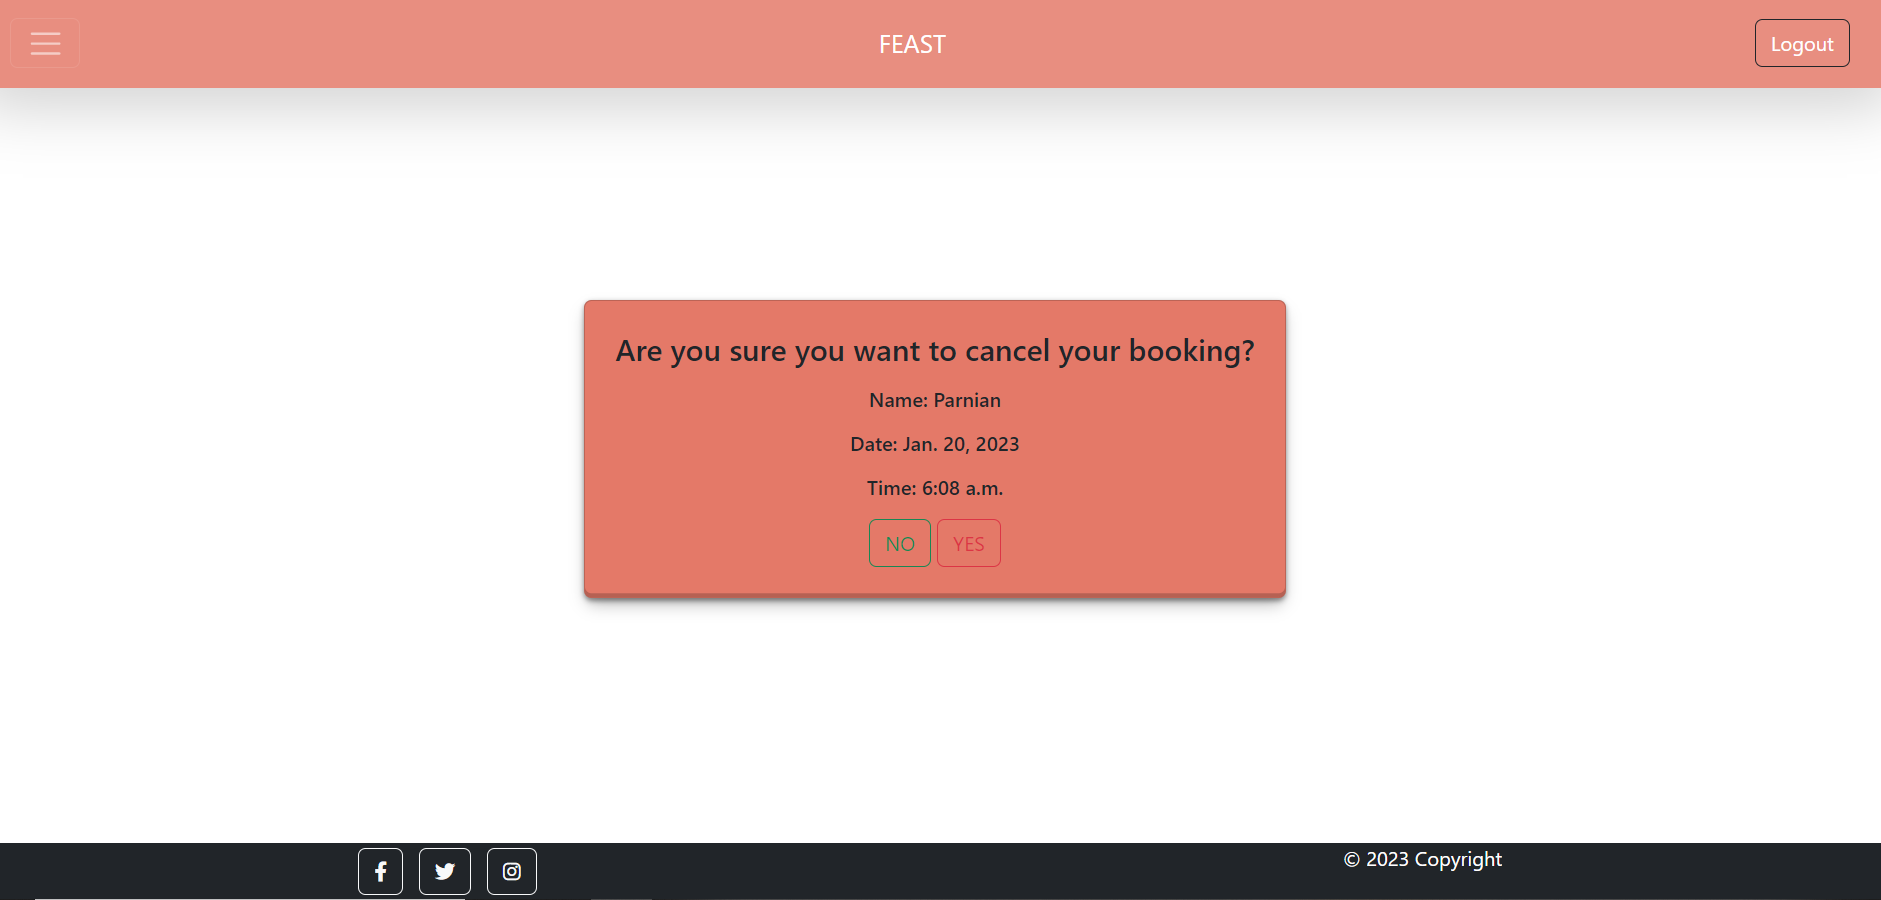 FEAST
Logout
Are you sure you want to cancel your booking?
Name: Parnian
Date: Jan. 20, 2023
Time: 6:08 a.m.
NO YES
© 2023 Copyright